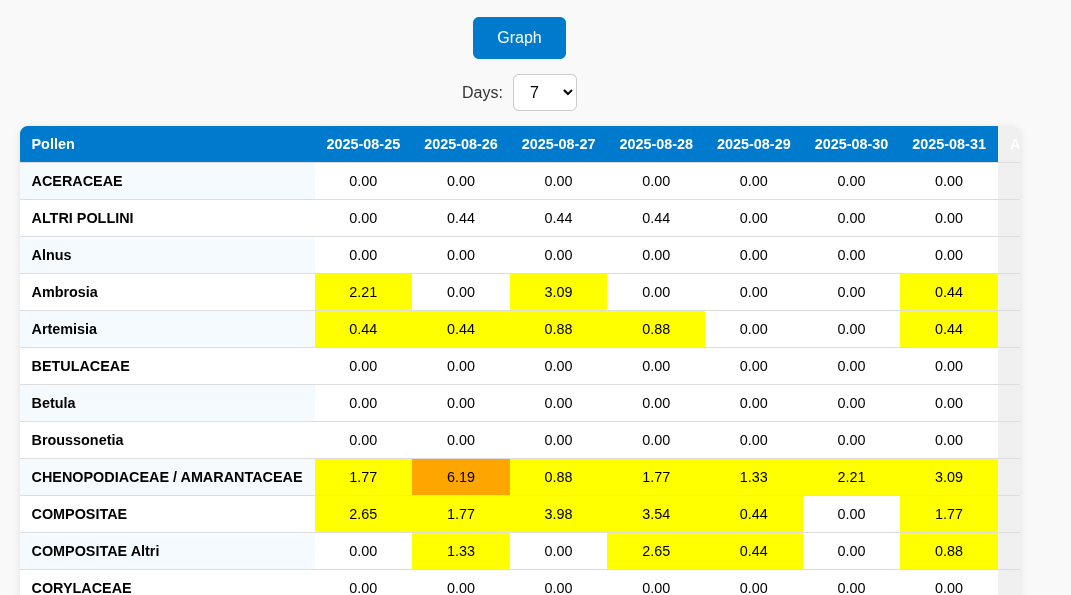 Graph
Days: 7
Pollen 2025-08-25 2025-08-26 2025-08-27 2025-08-28 2025-08-29 2025-08-30 2025-08-31
ACERACEAE 0.00 0.00 0.00 0.00 0.00 0.00 0.00
ALTRI POLLINI 0.00 0.44 0.44 0.44 0.00 0.00 0.00
Alnus 0.00 0.00 0.00 0.00 0.00 0.00 0.00
Ambrosia 2.21 0.00 3.09 0.00 0.00 0.00 0.44
Artemisia 0.44 0.44 0.88 0.88 0.00 0.00 0.44
BETULACEAE 0.00 0.00 0.00 0.00 0.00 0.00 0.00
Betula 0.00 0.00 0.00 0.00 0.00 0.00 0.00
Broussonetia 0.00 0.00 0.00 0.00 0.00 0.00 0.00
CHENOPODIACEAE / AMARANTACEAE 1.77 6.19 0.88 1.77 1.33 2.21 3.09
COMPOSITAE 2.65 1.77 3.98 3.54 0.44 0.00 1.77
COMPOSITAE Altri 0.00 1.33 0.00 2.65 0.44 0.00 0.88
CORYLACEAE 0.00 0.00 0.00 0.00 0.00 0.00 0.00